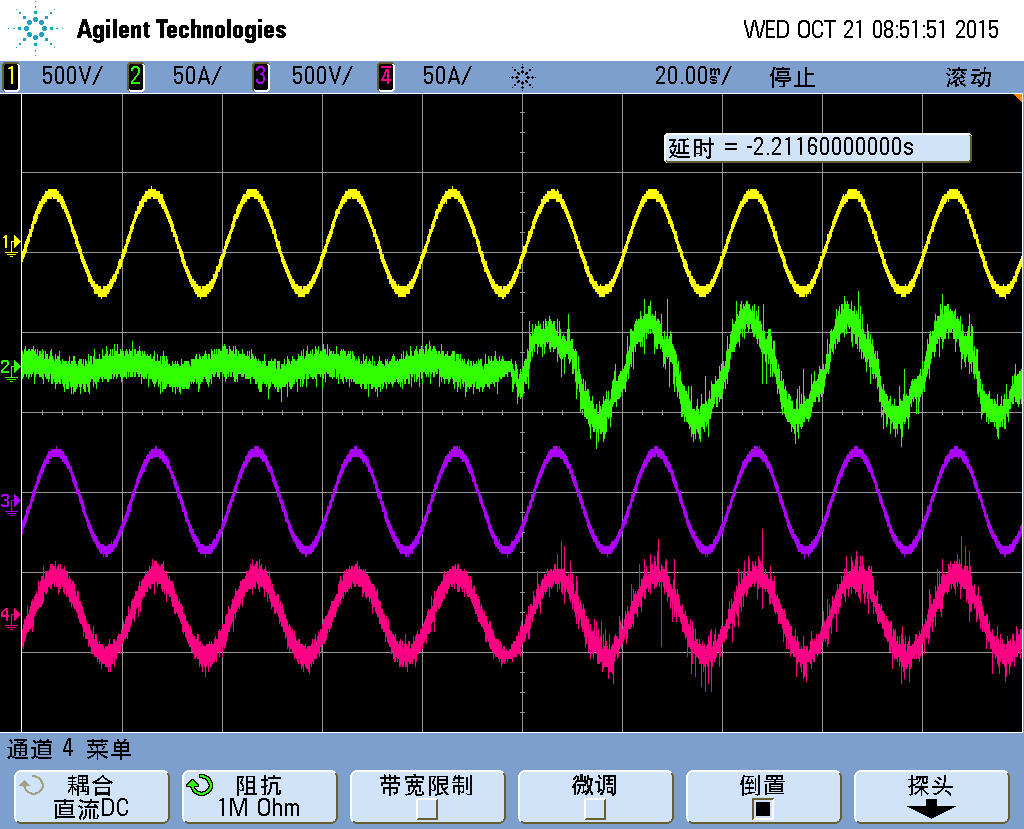 Agilent Technologies
WED OCT 21 08:51:51 2015
1 500V/ 2 50A/ 3 500V/ 4 50A/ 20.00ms/ 停止 滚动
延时 = -2.21160000000s
1
2
3
4
通道 4 菜单
耦合 阻抗 带宽限制 微调 倒置 探头
直流DC 1M Ohm